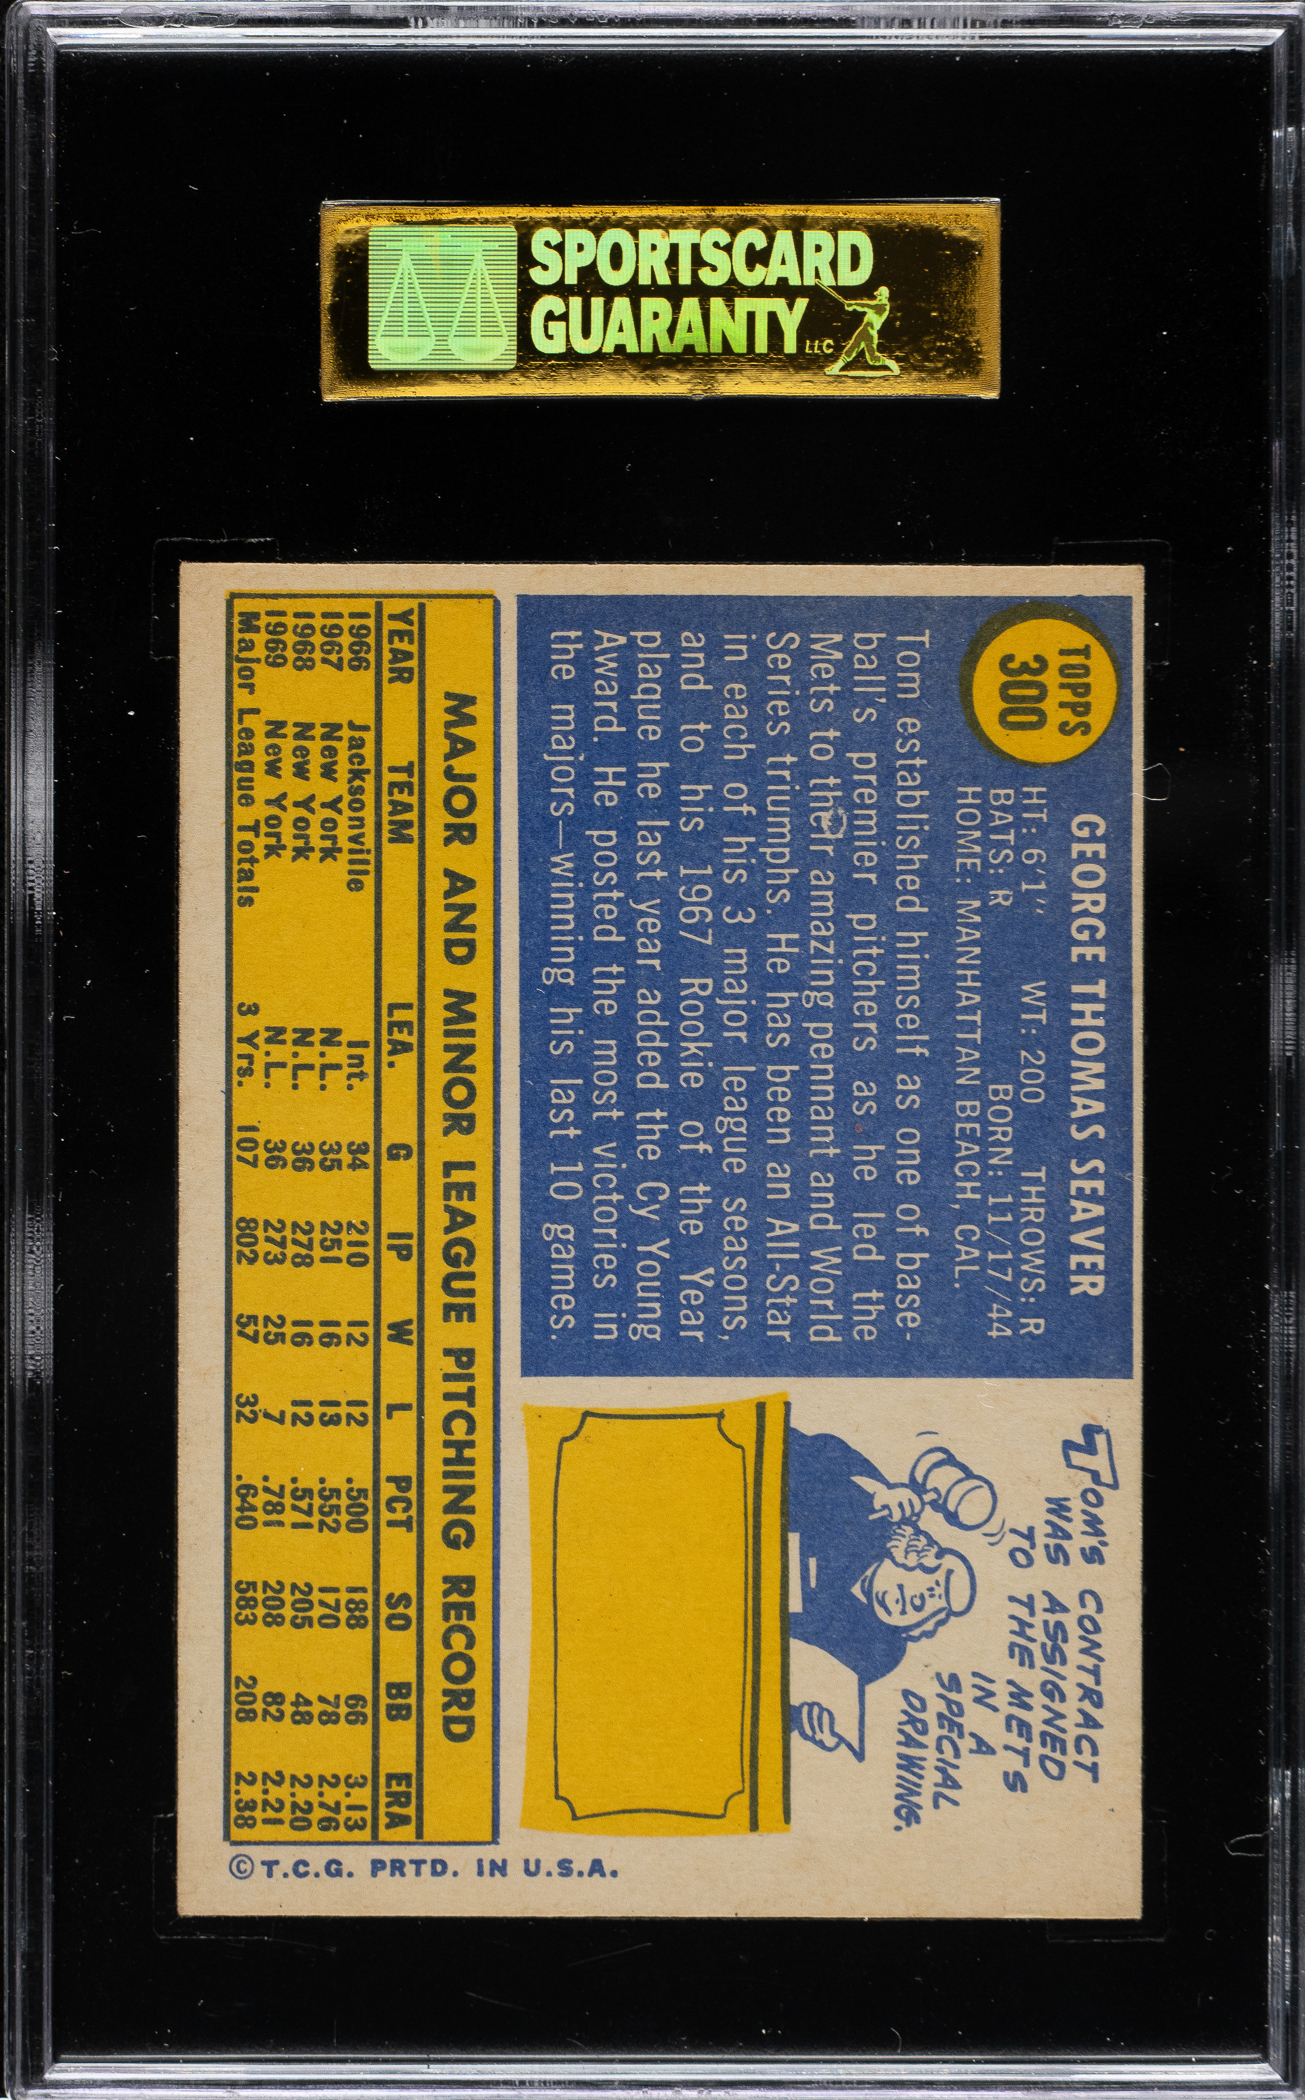 SPORTSCARD
GUARANTY LLC
TOPPS
300
GEORGE THOMAS SEAVER
HT: 6'1" WT: 200 THROWS: R
BATS: R BORN: 11/17/44
HOME: MANHATTAN BEACH, CAL.
Tom established himself as one of base-
ball's premier pitchers as he led the
Mets to their amazing pennant and World
Series triumphs. He has been an All-Star
in each of his 3 major league seasons,
and to his 1967 Rookie of the Year
plaque he last year added the Cy Young
Award. He posted the most victories in
the majors—winning his last 10 games.
TOM'S CONTRACT
WAS ASSIGNED
TO THE METS
IN A
SPECIAL
DRAWING.
MAJOR AND MINOR LEAGUE PITCHING RECORD
YEAR TEAM LEA. G IP W L PCT SO BB ERA
1966 Jacksonville Int. 34 210 12 12 .500 188 66 3.13
1967 New York N.L. 35 251 16 13 .552 170 78 2.76
1968 New York N.L. 36 278 16 12 .571 205 48 2.20
1969 New York N.L. 36 273 25 7 .781 208 82 2.21
Major League Totals 3 Yrs. 107 802 57 32 .640 583 208 2.38
© T.C.G. PRTD. IN U.S.A.